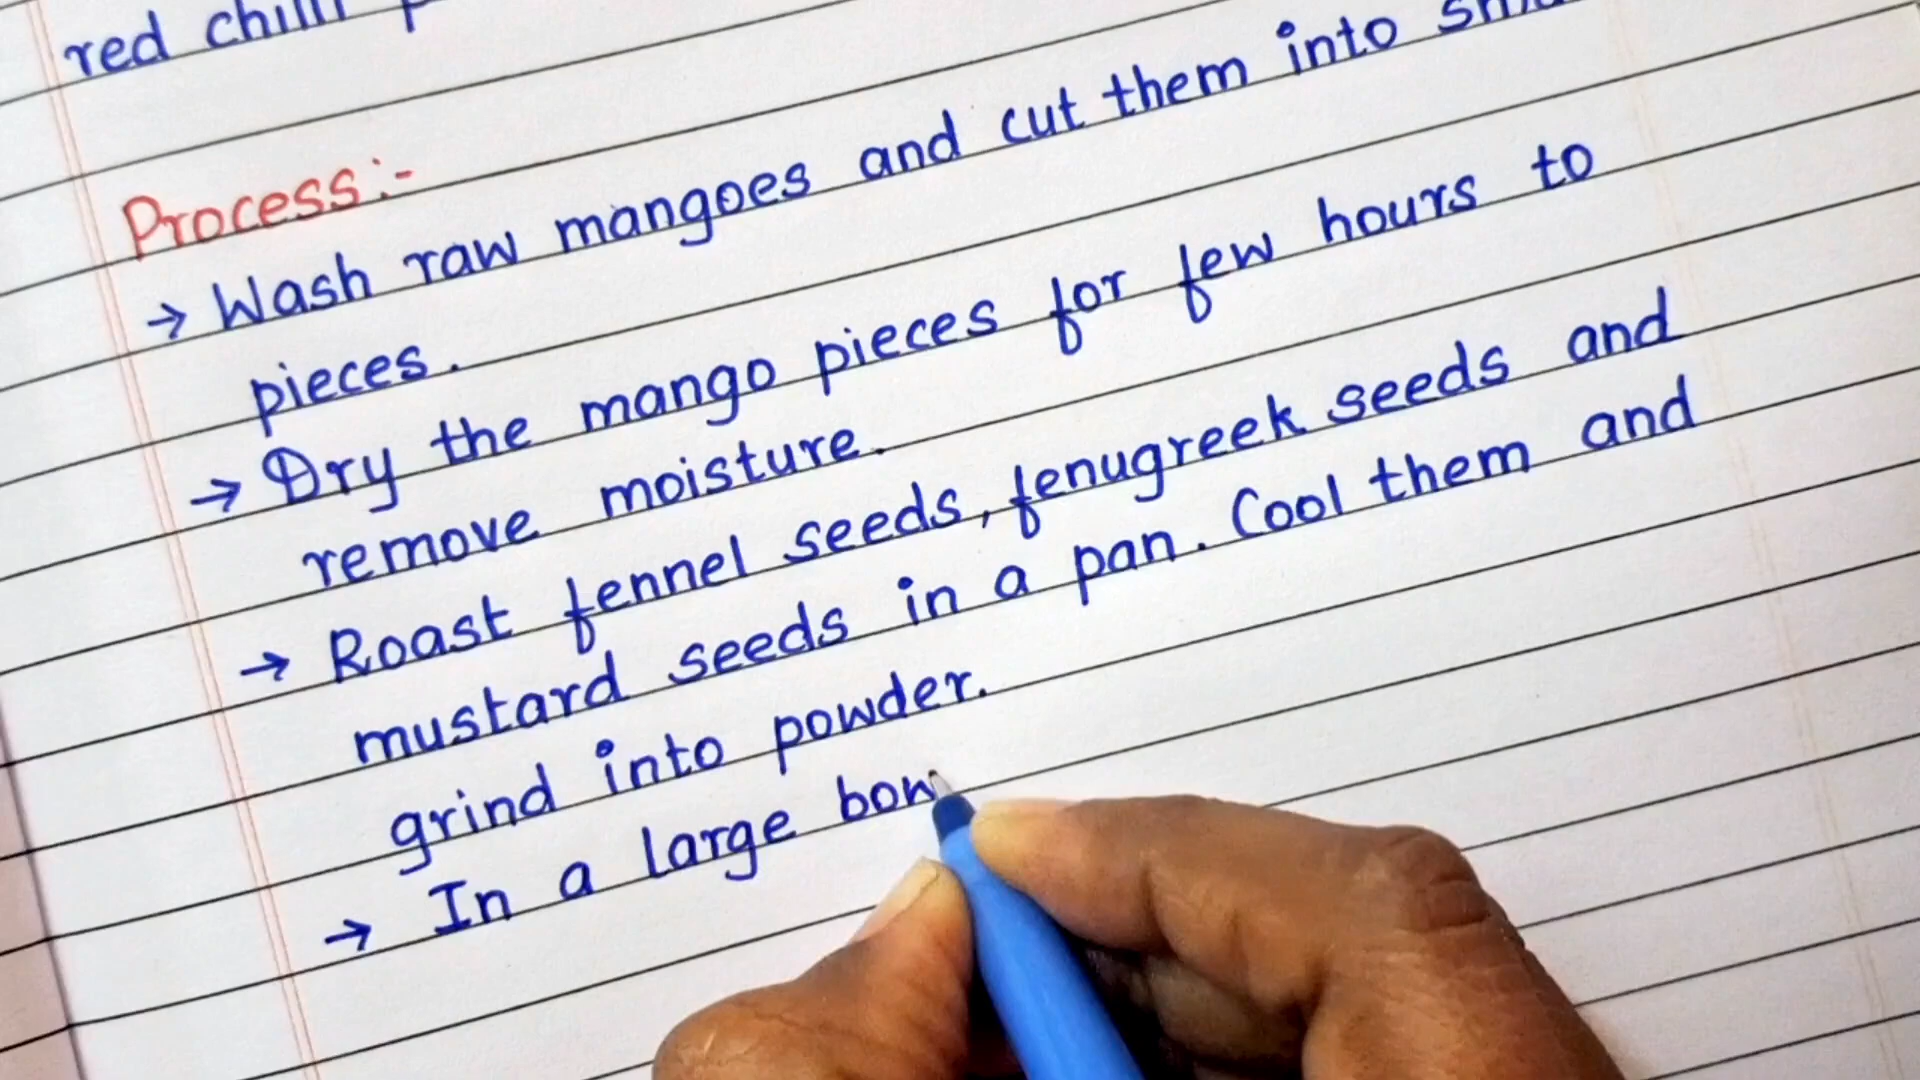 red chilli
Process:-
→ Wash raw mangoes and cut them into
pieces.
→ Dry the mango pieces for few hours to
remove moisture.
→ Roast fennel seeds, fenugreek seeds and
mustard seeds in a pan. Cool them and
grind into powder.
→ In a large bow